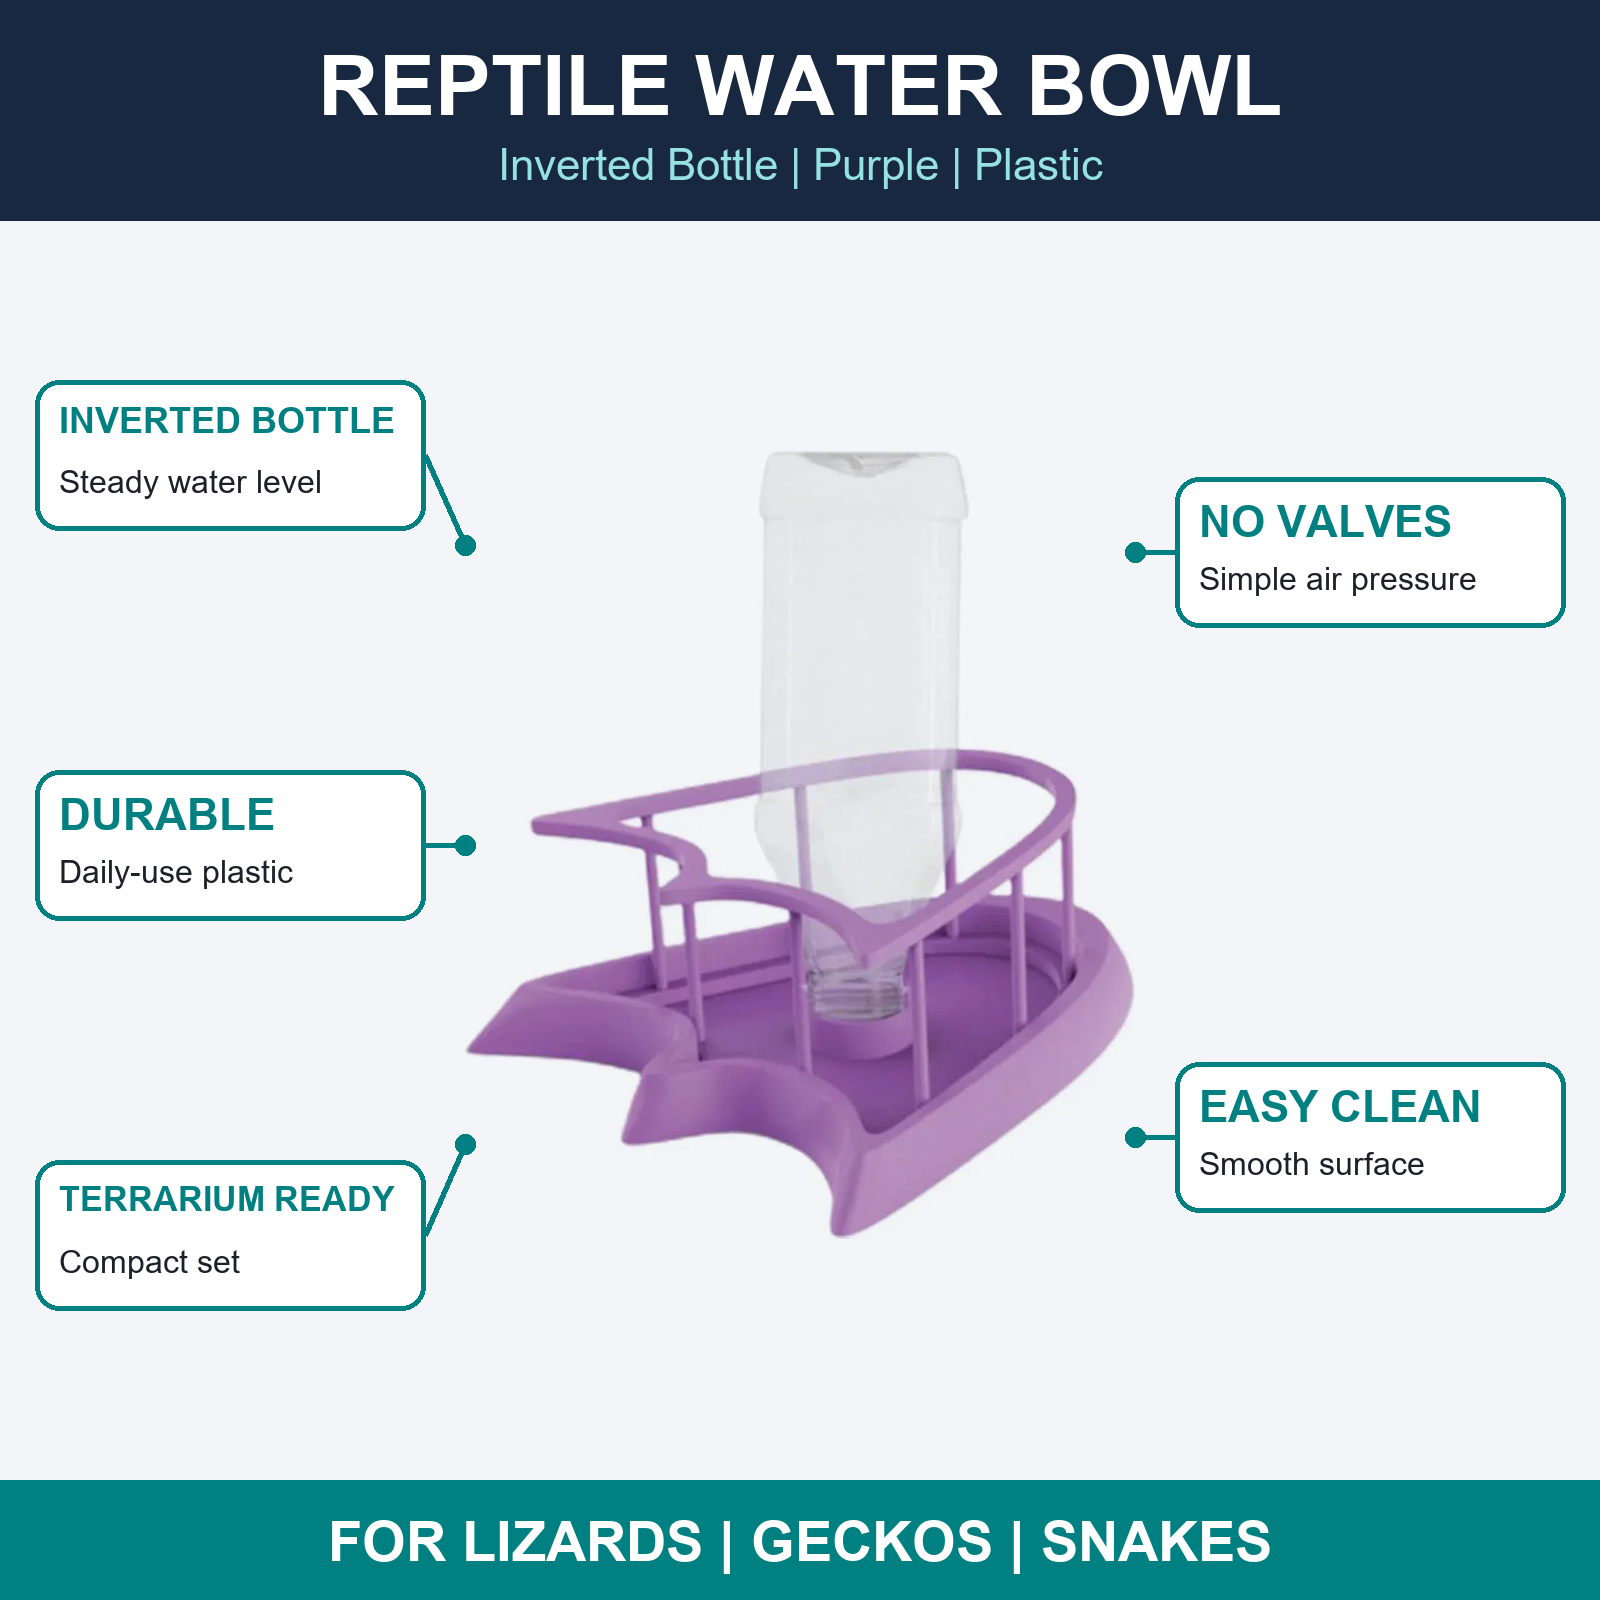 REPTILE WATER BOWL
Inverted Bottle | Purple | Plastic
INVERTED BOTTLE
Steady water level
NO VALVES
Simple air pressure
DURABLE
Daily-use plastic
EASY CLEAN
Smooth surface
TERRARIUM READY
Compact set
FOR LIZARDS | GECKOS | SNAKES